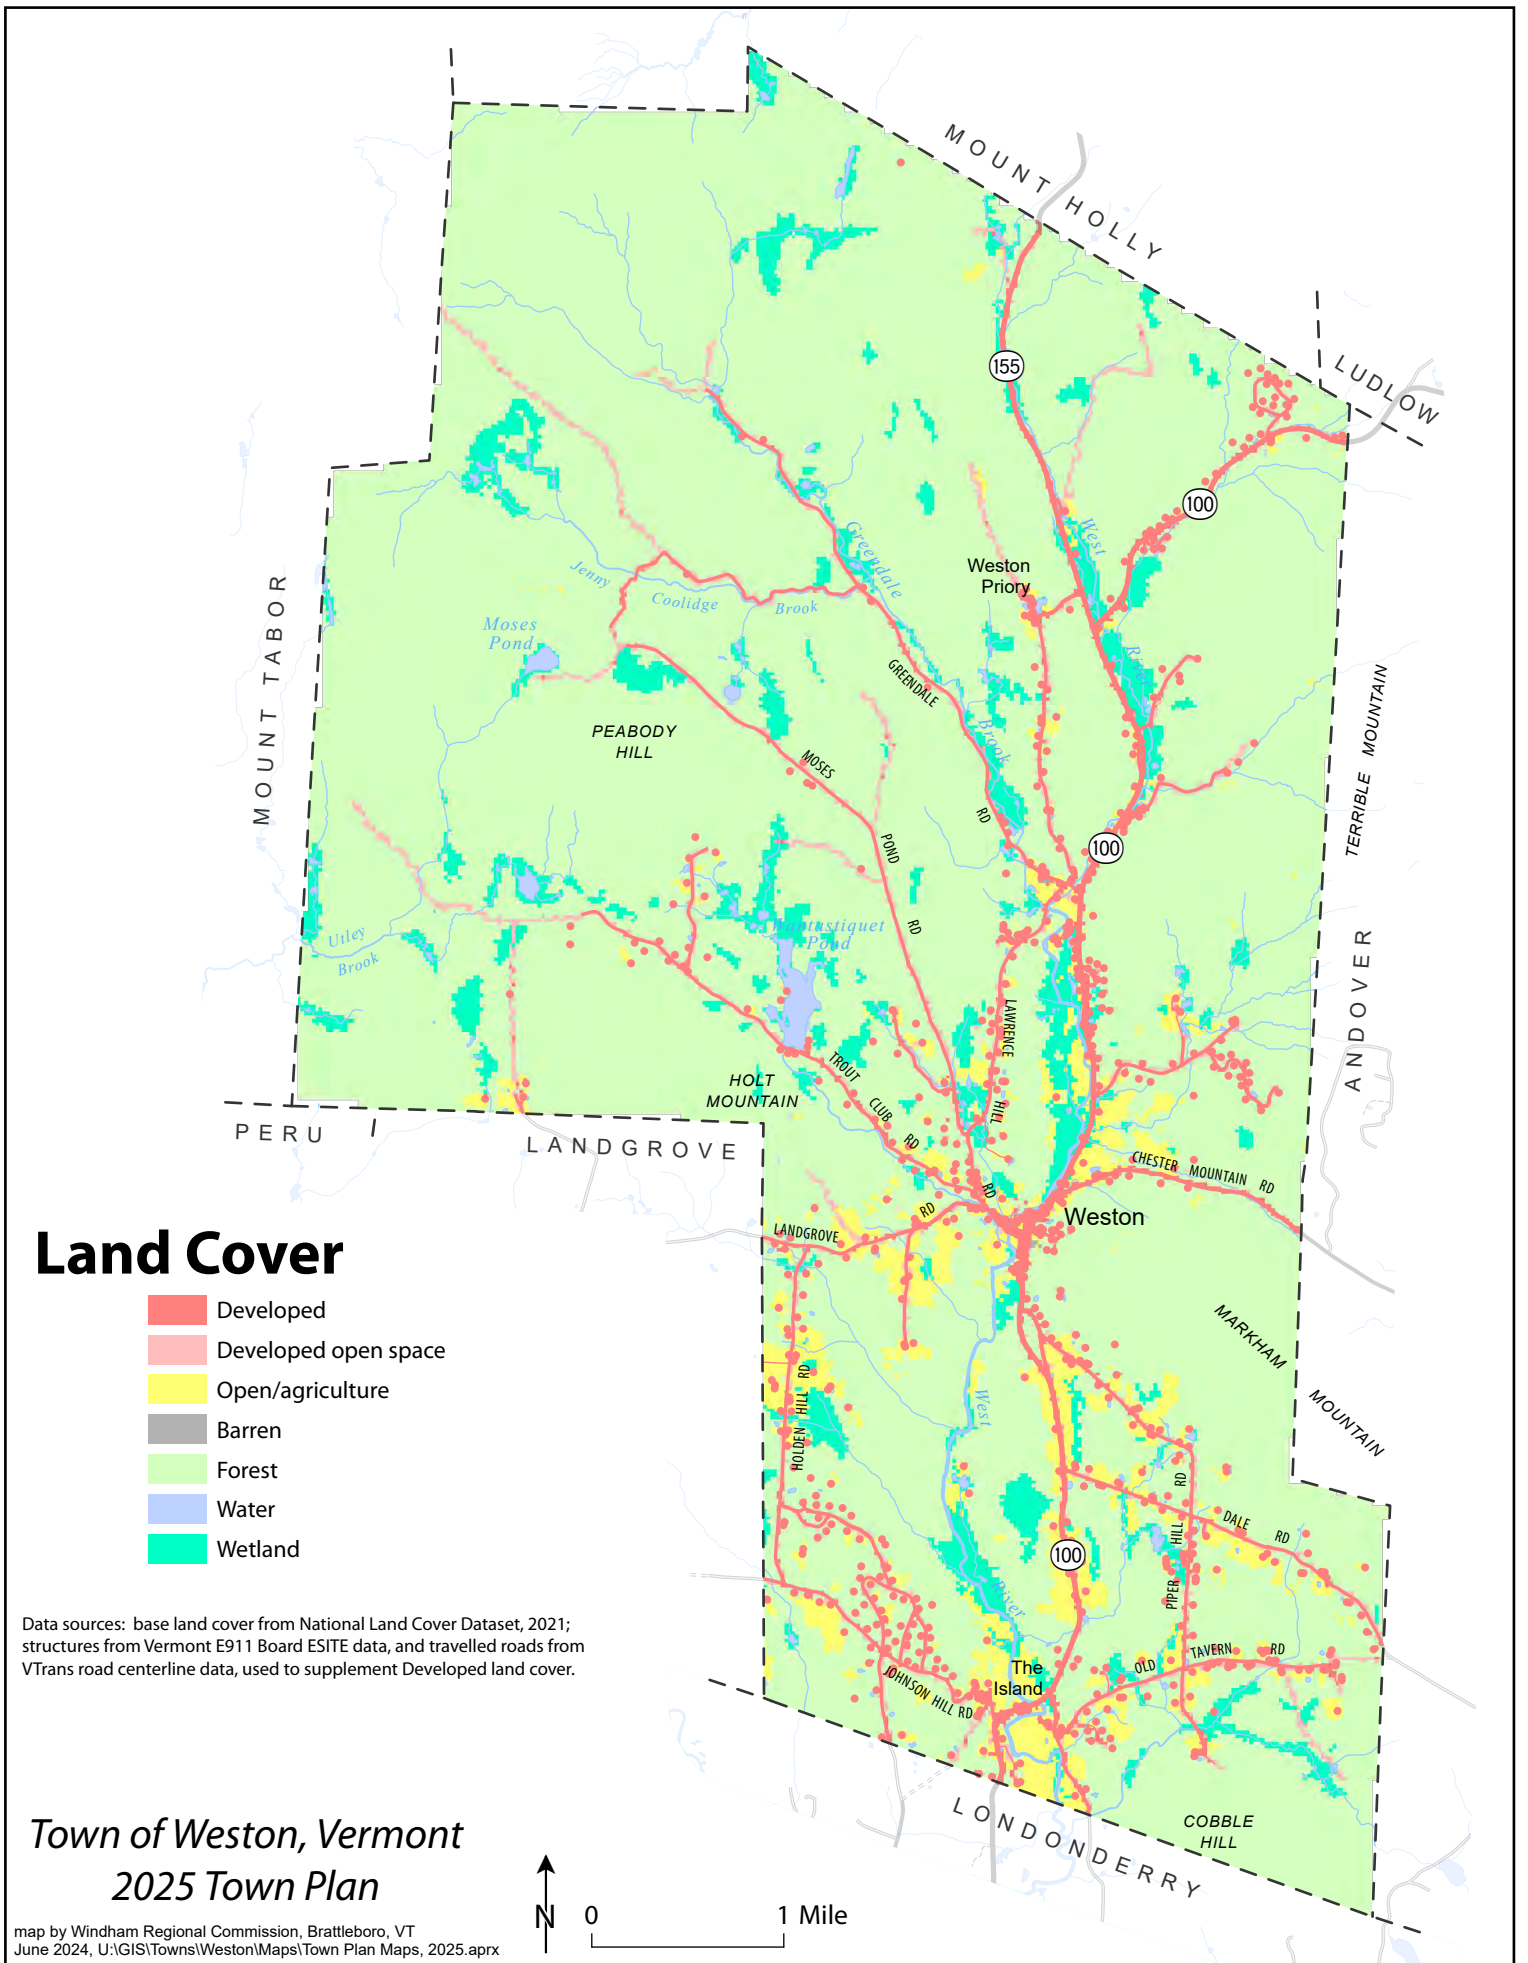 MOUNT HOLLY
LUDLOW
155
100
West
River
Weston
Priory
Greendale
Brook
Jenny
Coolidge
Brook
Moses
Pond
GREENDALE
RD
MOUNT TABOR
PEABODY
HILL
MOSES
POND
RD
TERRIBLE MOUNTAIN
100
Utley
Brook
Wantastiquet
Pond
LAWRENCE
HILL
RD
ANDOVER
HOLT
MOUNTAIN
TROUT
CLUB
RD
PERU
LANDGROVE
CHESTER MOUNTAIN RD
Weston
LANDGROVE
RD
Land Cover
Developed
Developed open space
Open/agriculture
Barren
Forest
Water
Wetland
MARKHAM
MOUNTAIN
HOLDEN HILL RD
West
River
100
PIPER HILL RD
DALE RD
OLD TAVERN RD
The
Island
JOHNSON HILL RD
Data sources: base land cover from National Land Cover Dataset, 2021;
structures from Vermont E911 Board ESITE data, and travelled roads from
VTrans road centerline data, used to supplement Developed land cover.
LONDONDERRY
COBBLE
HILL
Town of Weston, Vermont
2025 Town Plan
N
0 1 Mile
map by Windham Regional Commission, Brattleboro, VT
June 2024, U:\GIS\Towns\Weston\Maps\Town Plan Maps, 2025.aprx